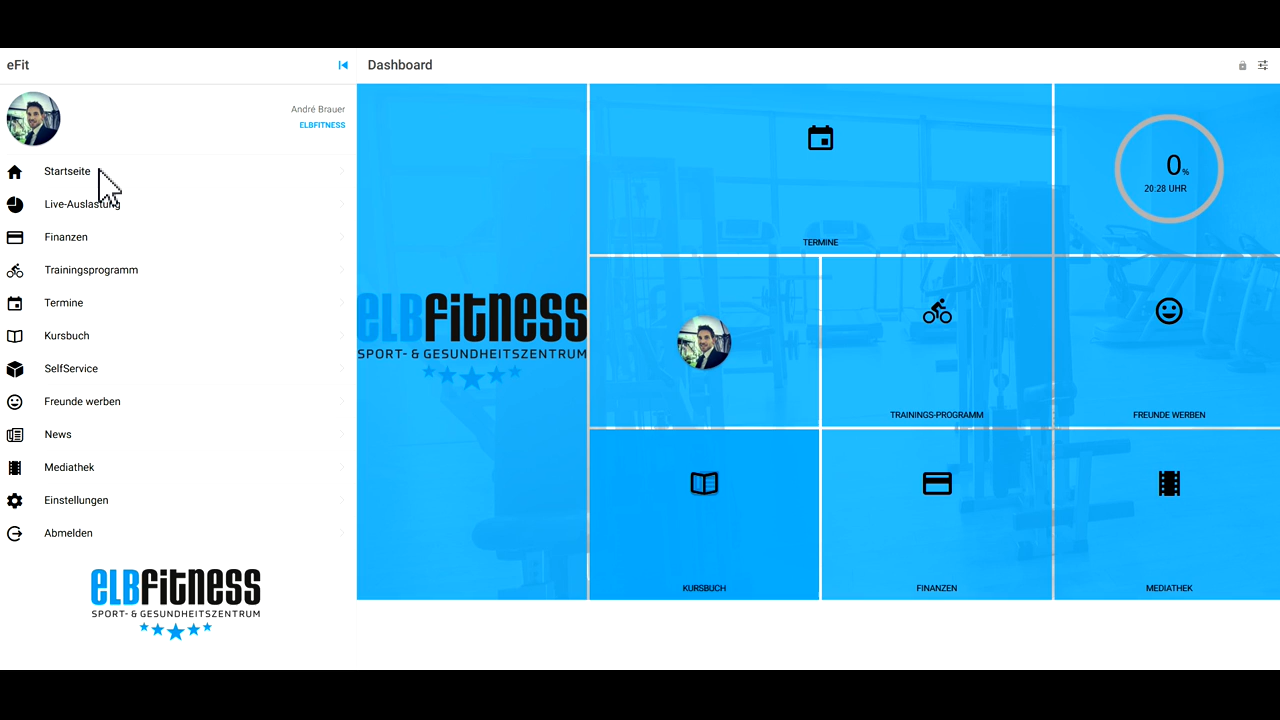 eFit
André Brauer
ELBFITNESS
Startseite
Live-Auslastung
Finanzen
Trainingsprogramm
Termine
Kursbuch
SelfService
Freunde werben
News
Mediathek
Einstellungen
Abmelden
ELBFITNESS
SPORT- & GESUNDHEITSZENTRUM
Dashboard
ELBFITNESS
SPORT- & GESUNDHEITSZENTRUM
TERMINE
0%
20:28 UHR
TRAININGS-PROGRAMM
FREUNDE WERBEN
KURSBUCH
FINANZEN
MEDIATHEK